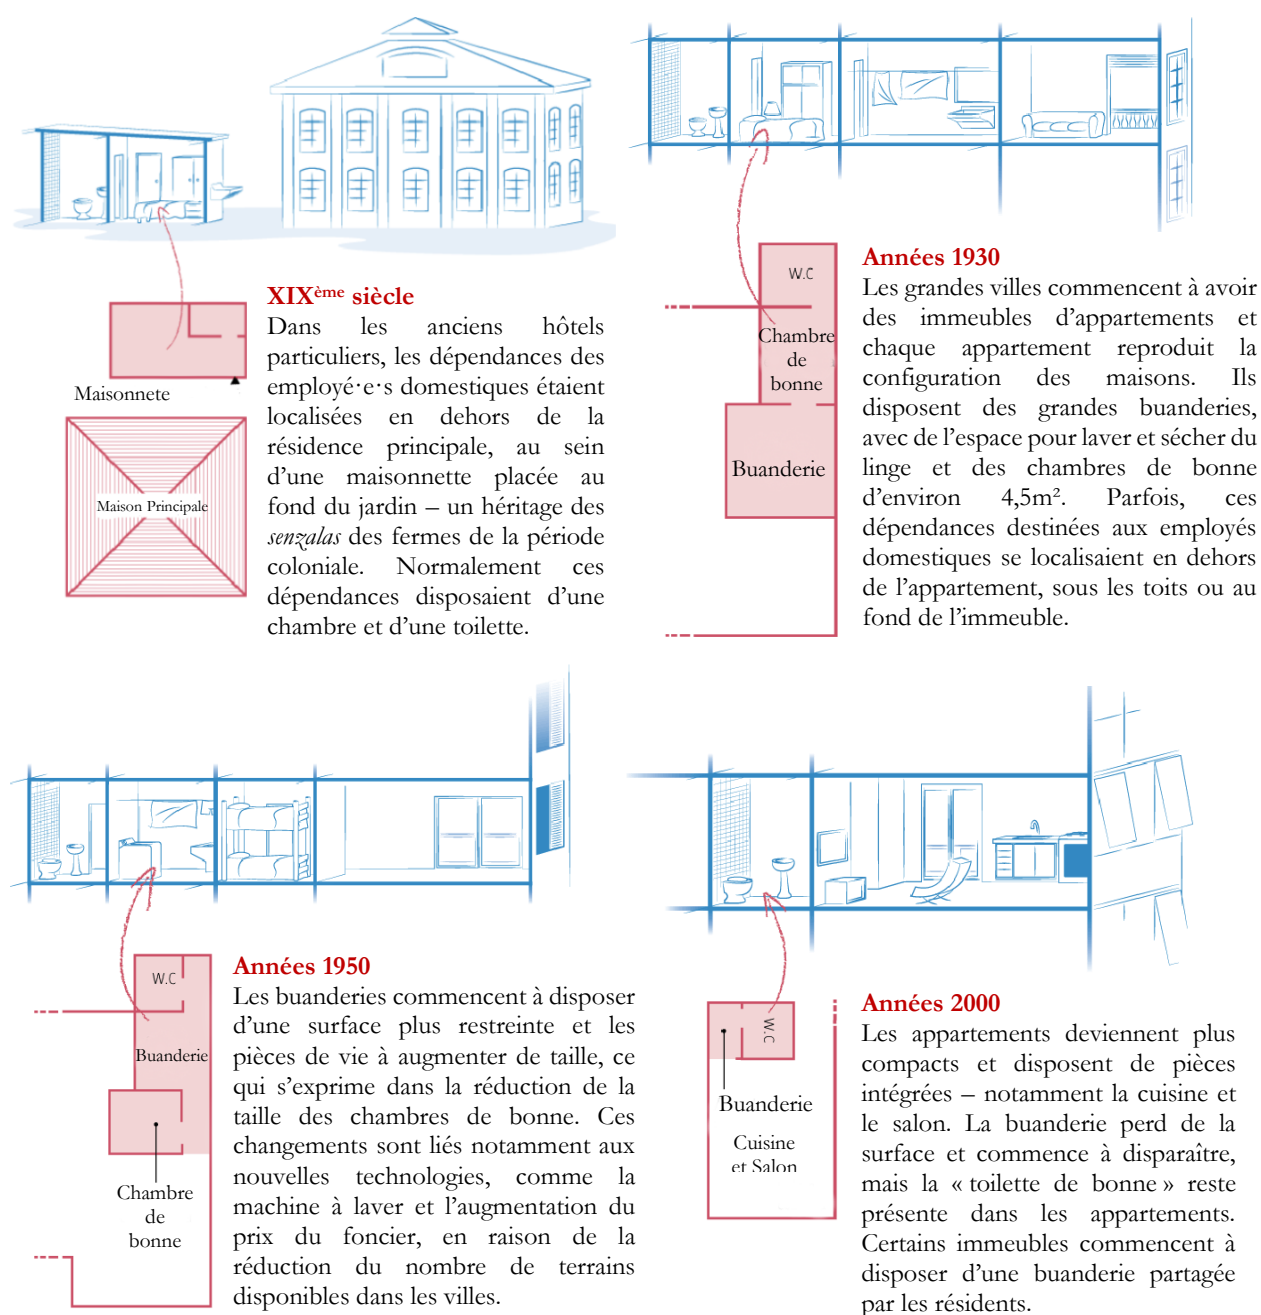 Maisonnete
Maison Principale
XIXème siècle
Dans les anciens hôtels
particuliers, les dépendances des
employé·e·s domestiques étaient
localisées en dehors de la
résidence principale, au sein
d’une maisonnette placée au
fond du jardin – un héritage des
senzalas des fermes de la période
coloniale. Normalement ces
dépendances disposaient d’une
chambre et d’une toilette.
W.C
Chambre
de
bonne
Buanderie
Années 1930
Les grandes villes commencent à avoir
des immeubles d’appartements et
chaque appartement reproduit la
configuration des maisons. Ils
disposent des grandes buanderies,
avec de l’espace pour laver et sécher du
linge et des chambres de bonne
d’environ 4,5m². Parfois, ces
dépendances destinées aux employés
domestiques se localisaient en dehors
de l’appartement, sous les toits ou au
fond de l’immeuble.
W.C
Buanderie
Chambre
de
bonne
Années 1950
Les buanderies commencent à disposer
d’une surface plus restreinte et les
pièces de vie à augmenter de taille, ce
qui s’exprime dans la réduction de la
taille des chambres de bonne. Ces
changements sont liés notamment aux
nouvelles technologies, comme la
machine à laver et l’augmentation du
prix du foncier, en raison de la
réduction du nombre de terrains
disponibles dans les villes.
W.C
Buanderie
Cuisine
et Salon
Années 2000
Les appartements deviennent plus
compacts et disposent de pièces
intégrées – notamment la cuisine et
le salon. La buanderie perd de la
surface et commence à disparaître,
mais la « toilette de bonne » reste
présente dans les appartements.
Certains immeubles commencent à
disposer d’une buanderie partagée
par les résidents.